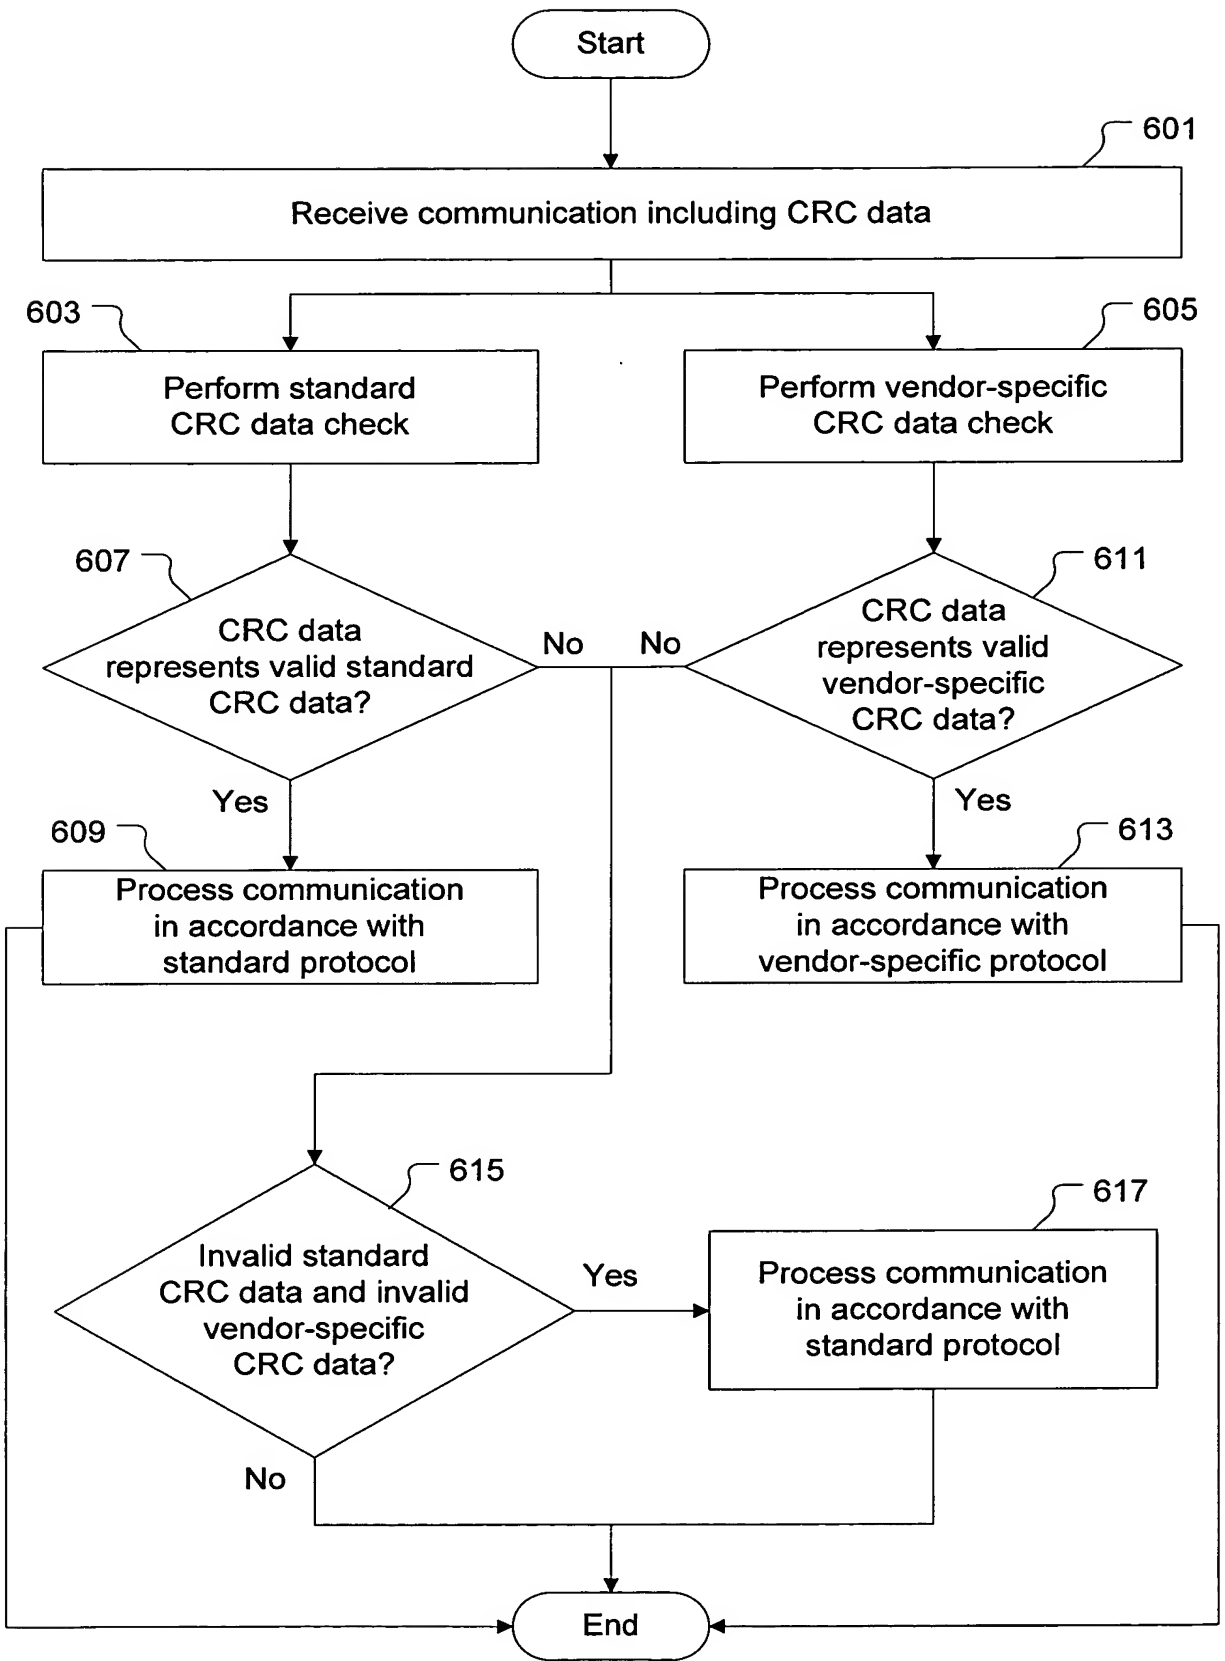 Start
601
Receive communication including CRC data
603
605
Perform standard
CRC data check
Perform vendor-specific
CRC data check
607
611
CRC data
represents valid standard
CRC data?
No
No
CRC data
represents valid
vendor-specific
CRC data?
Yes
Yes
609
613
Process communication
in accordance with
standard protocol
Process communication
in accordance with
vendor-specific protocol
615
617
Invalid standard
CRC data and invalid
vendor-specific
CRC data?
Yes
Process communication
in accordance with
standard protocol
No
End